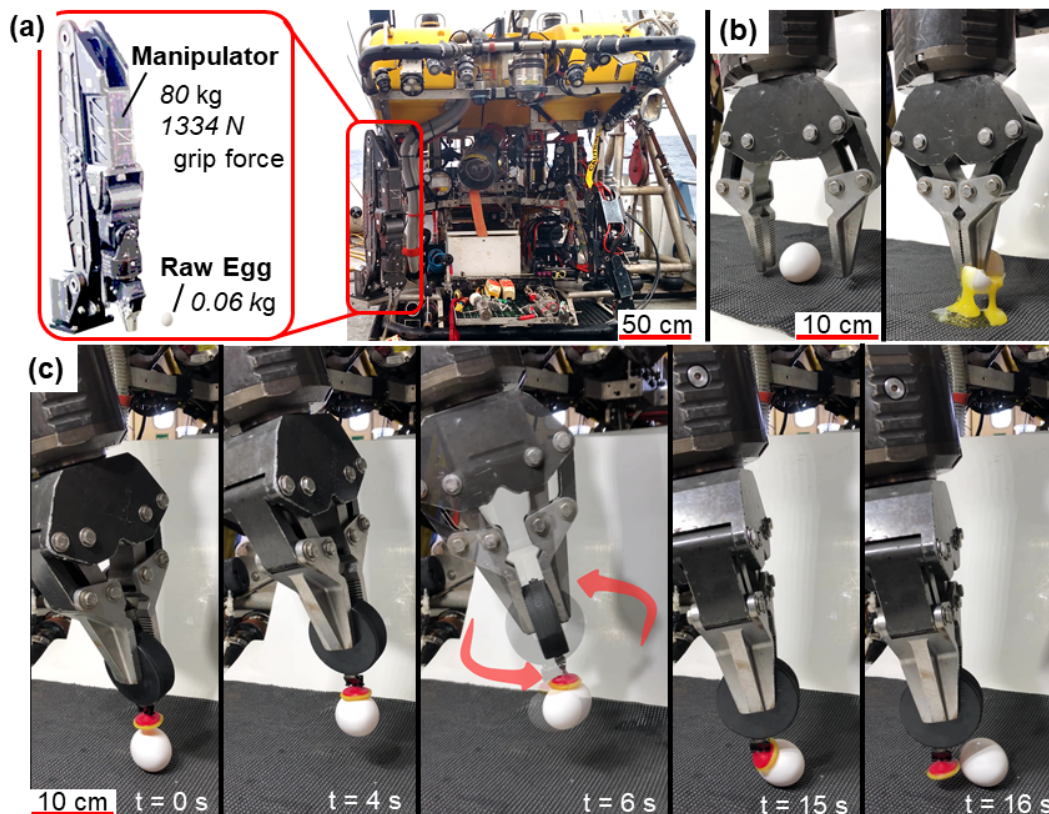 (a)
Manipulator
80 kg
1334 N
grip force
Raw Egg
0.06 kg
50 cm
(b)
10 cm
(c)
10 cm
t = 0 s
t = 4 s
t = 6 s
t = 15 s
t = 16 s